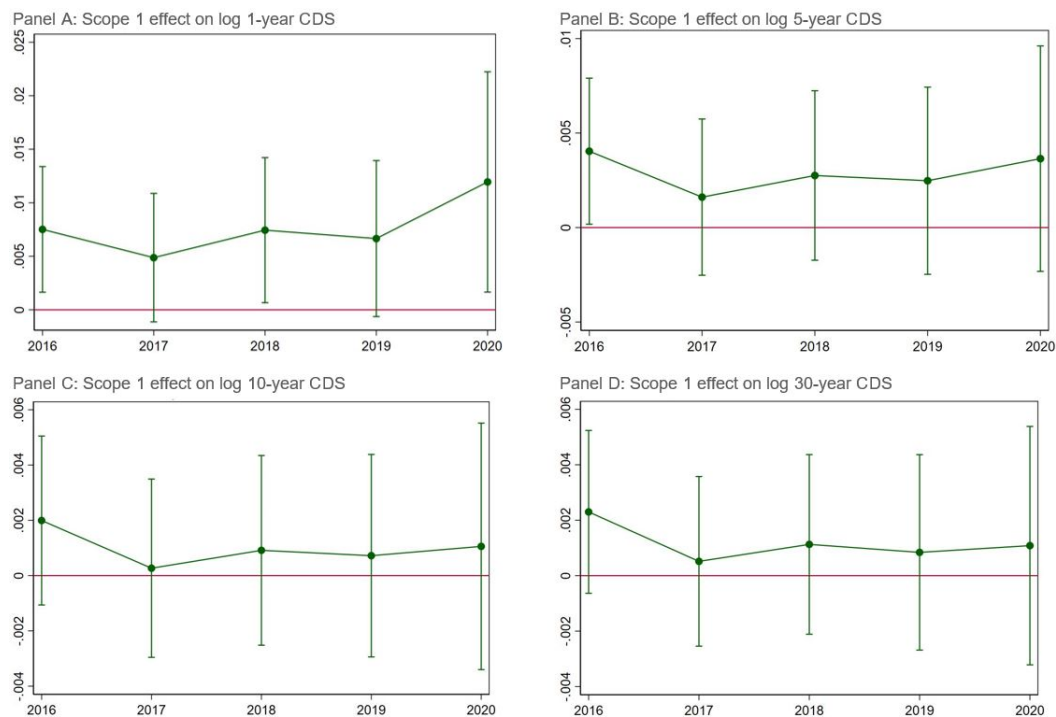 Panel A: Scope 1 effect on log 1-year CDS
.025
.02
.015
.01
.005
0
2016 2017 2018 2019 2020
Panel B: Scope 1 effect on log 5-year CDS
.01
.005
0
-.005
2016 2017 2018 2019 2020
Panel C: Scope 1 effect on log 10-year CDS
.006
.004
.002
0
-.002
-.004
2016 2017 2018 2019 2020
Panel D: Scope 1 effect on log 30-year CDS
.006
.004
.002
0
-.002
-.004
2016 2017 2018 2019 2020